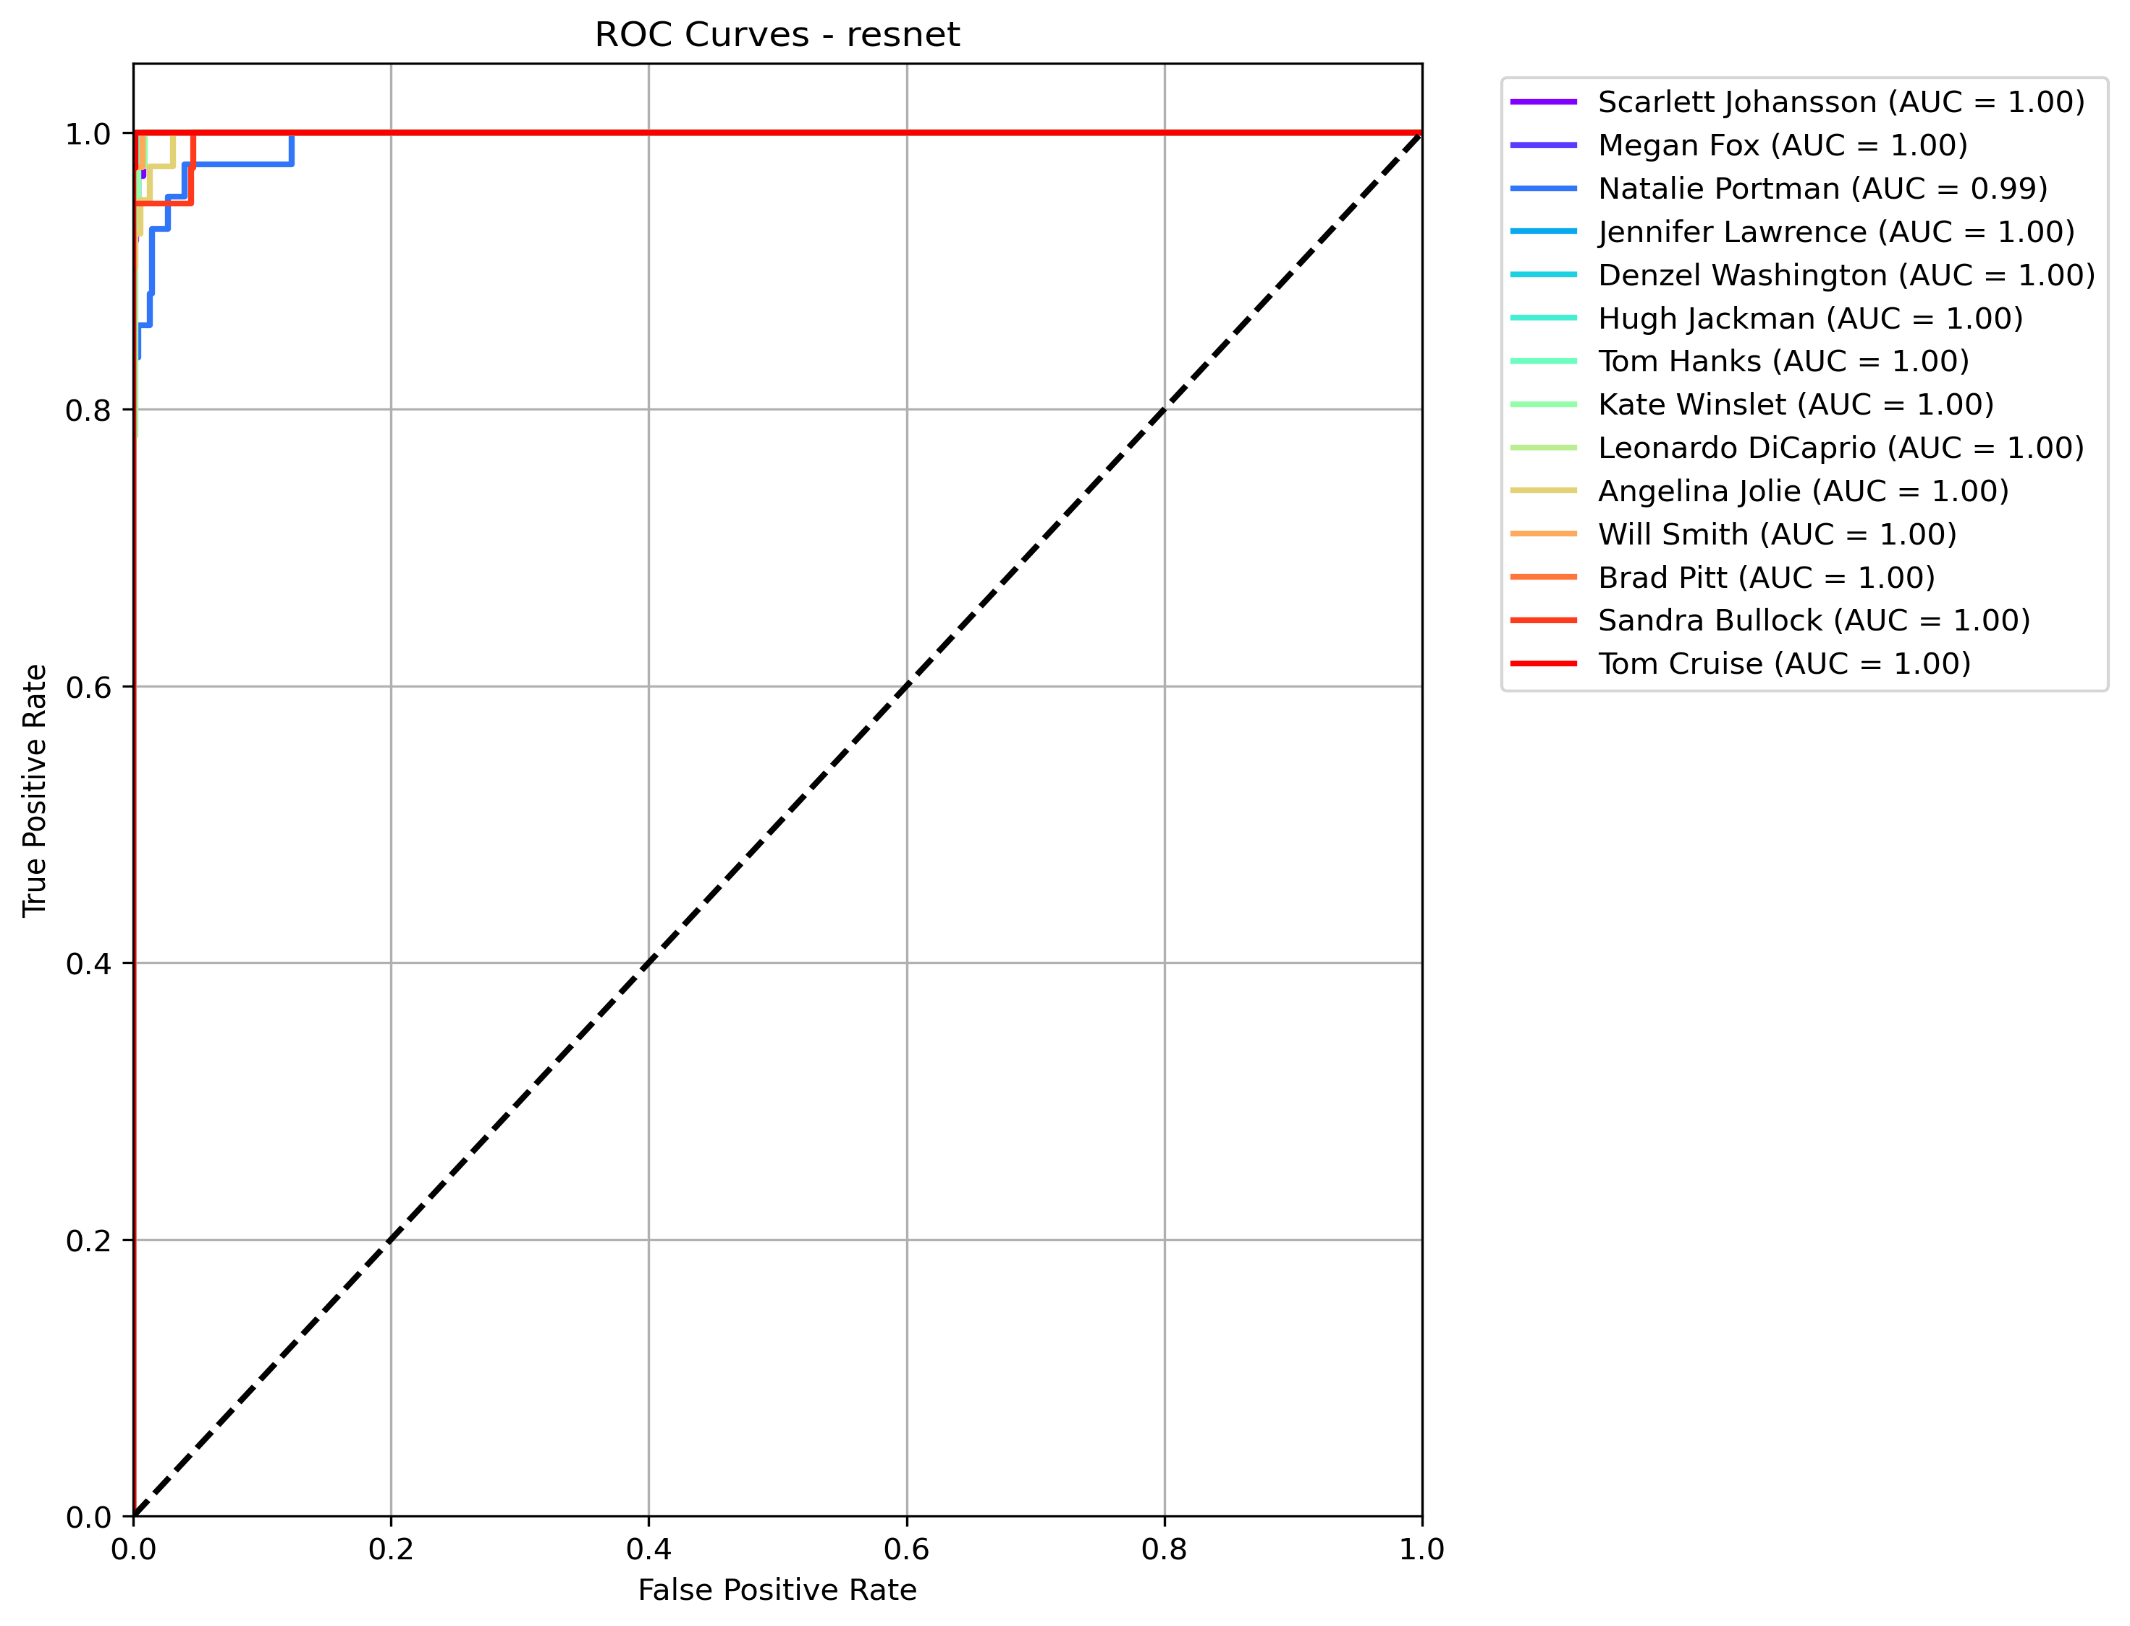 ROC Curves - resnet
1.0
0.8
0.6
0.4
0.2
0.0
True Positive Rate
0.0 0.2 0.4 0.6 0.8 1.0
False Positive Rate
Scarlett Johansson (AUC = 1.00)
Megan Fox (AUC = 1.00)
Natalie Portman (AUC = 0.99)
Jennifer Lawrence (AUC = 1.00)
Denzel Washington (AUC = 1.00)
Hugh Jackman (AUC = 1.00)
Tom Hanks (AUC = 1.00)
Kate Winslet (AUC = 1.00)
Leonardo DiCaprio (AUC = 1.00)
Angelina Jolie (AUC = 1.00)
Will Smith (AUC = 1.00)
Brad Pitt (AUC = 1.00)
Sandra Bullock (AUC = 1.00)
Tom Cruise (AUC = 1.00)